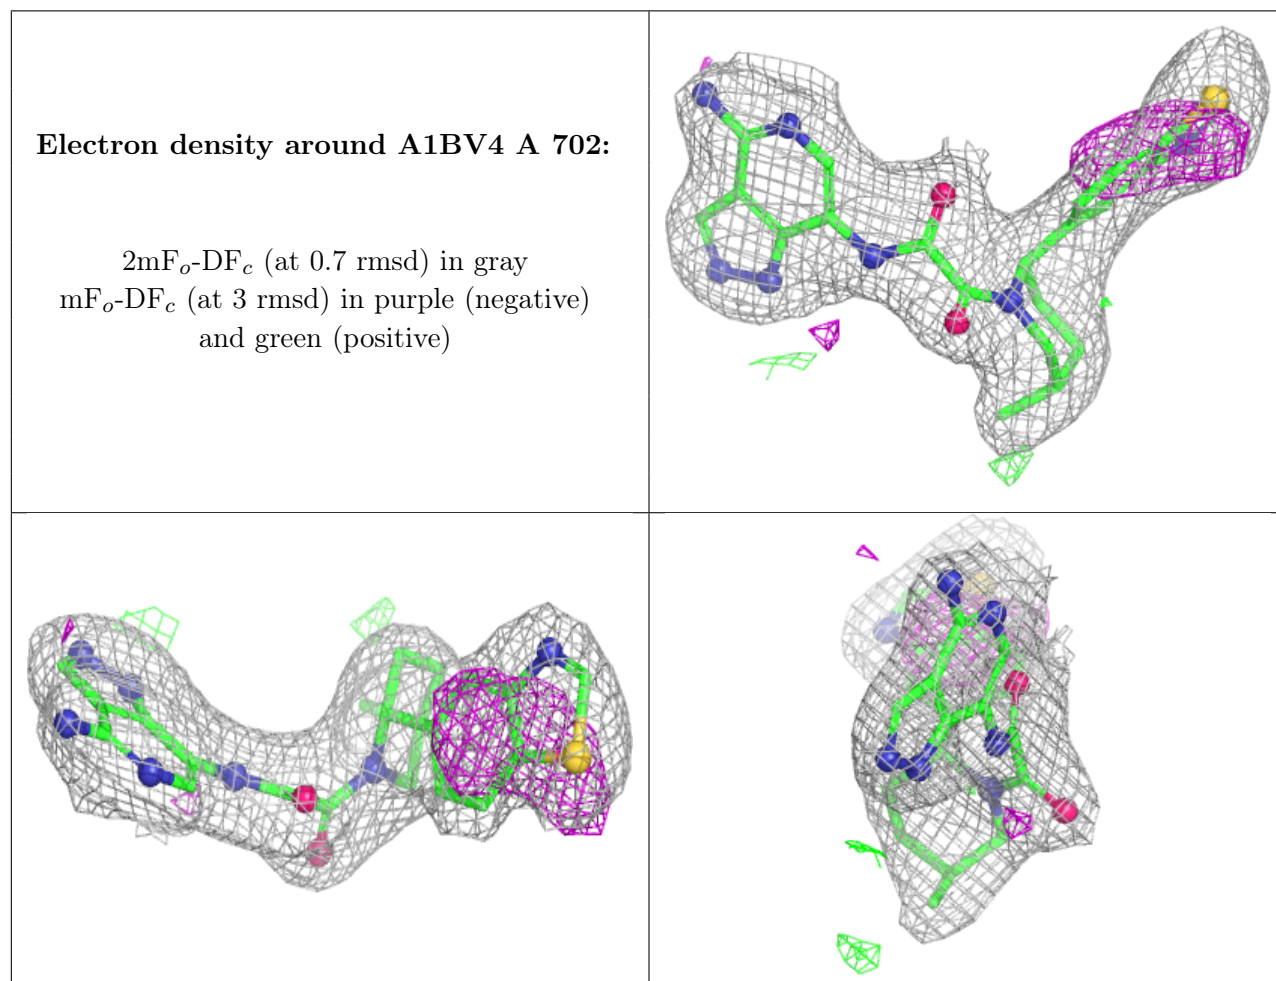 Electron density around A1BV4 A 702:
2mFo-DFc (at 0.7 rmsd) in gray
mFo-DFc (at 3 rmsd) in purple (negative)
and green (positive)